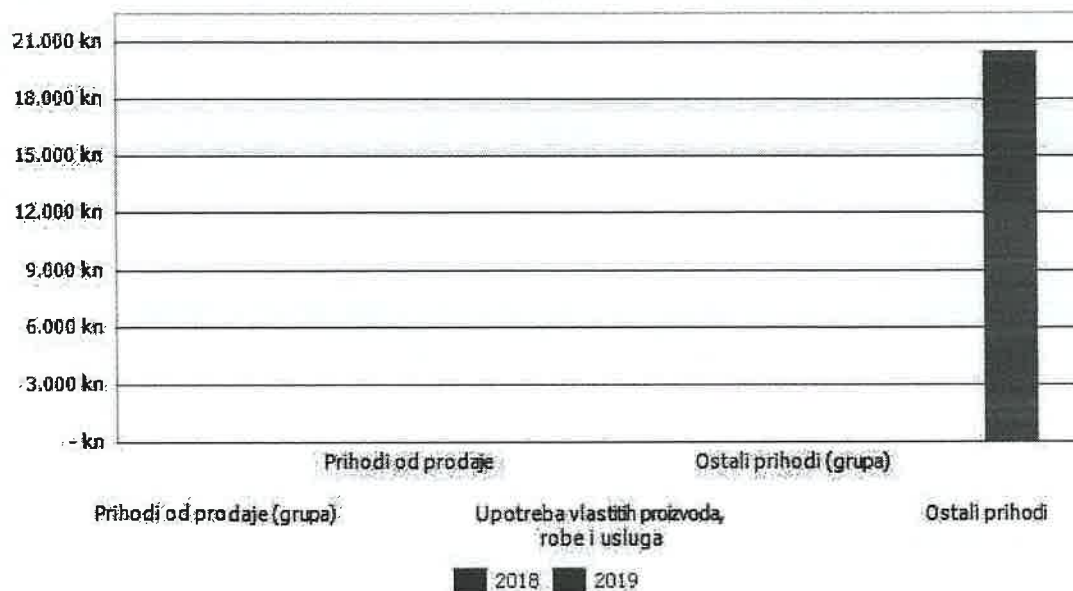 21.000 kn
18.000 kn
15.000 kn
12.000 kn
9.000 kn
6.000 kn
3.000 kn
- kn
Prihodi od prodaje
Ostali prihodi (grupa)
Prihodi od prodaje (grupa)
Upotreba vlastitih proizvoda,
robe i usluga
Ostali prihodi
2018 2019